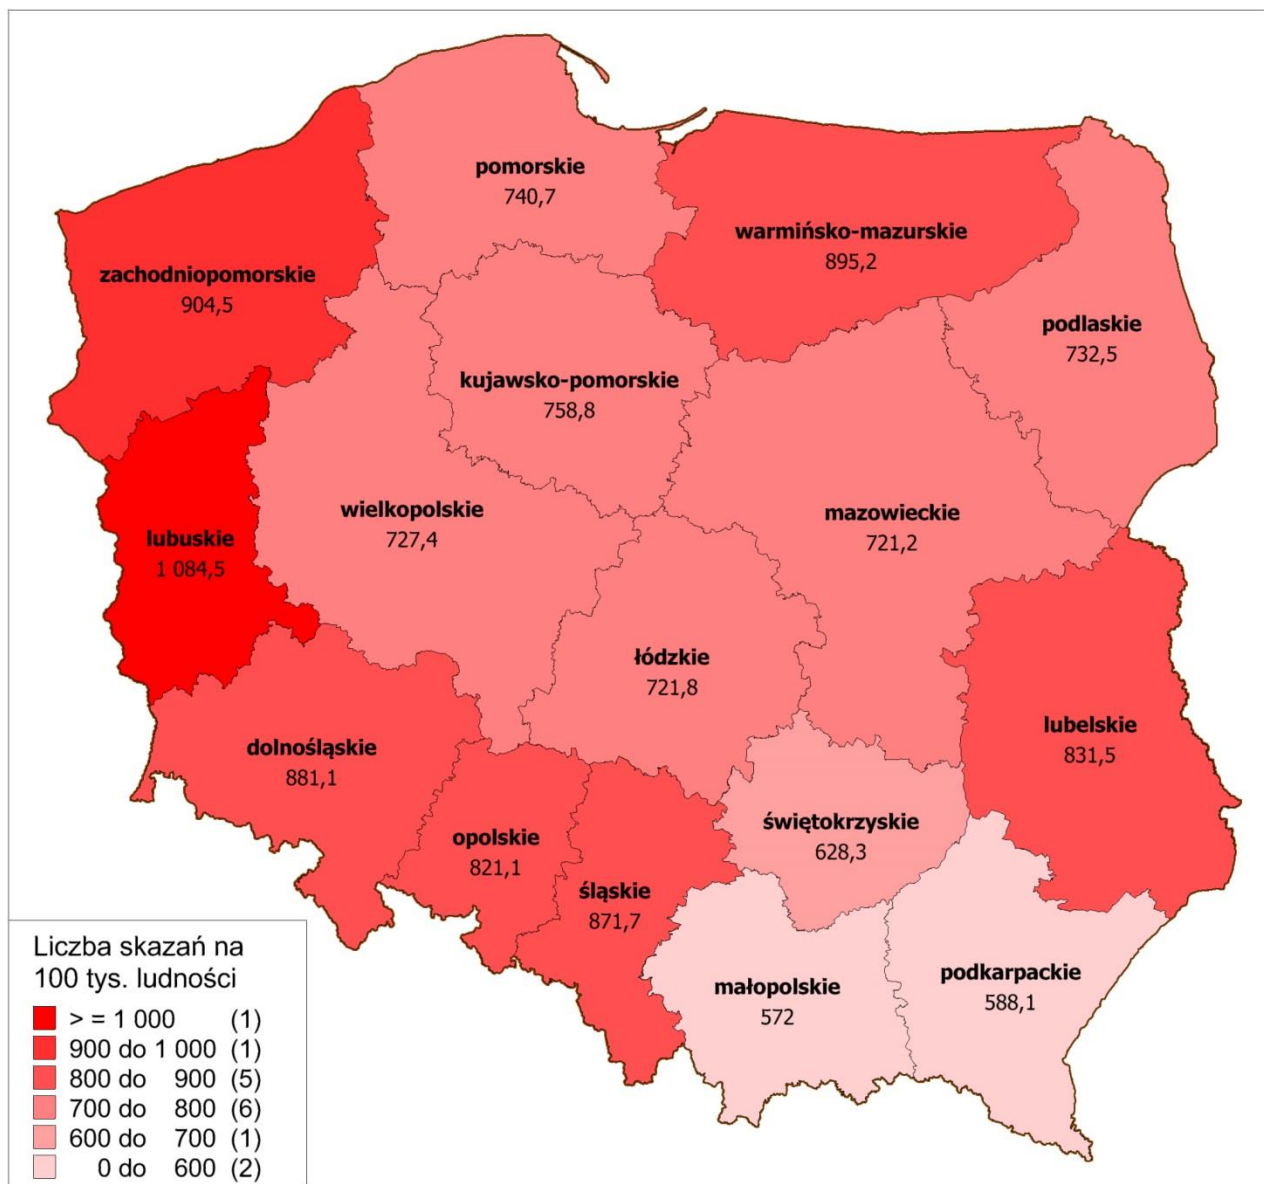 pomorskie
740,7
warmińsko-mazurskie
895,2
zachodniopomorskie
904,5
podlaskie
732,5
kujawsko-pomorskie
758,8
wielkopolskie
727,4
mazowieckie
721,2
lubuskie
1 084,5
łódzkie
721,8
lubelskie
831,5
dolnośląskie
881,1
świętokrzyskie
628,3
opolskie
821,1
śląskie
871,7
małopolskie
572
podkarpackie
588,1
Liczba skazań na
100 tys. ludności
> = 1 000 (1)
900 do 1 000 (1)
800 do 900 (5)
700 do 800 (6)
600 do 700 (1)
0 do 600 (2)